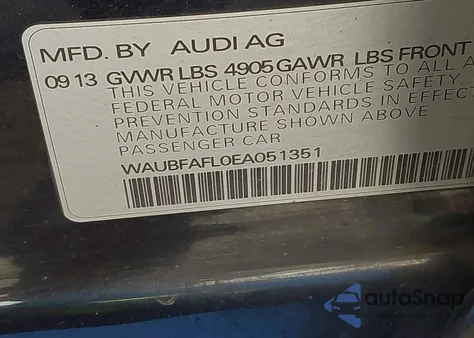 MFD. BY AUDI AG
09 13 GVWR LBS 4905 GAWR LBS FRONT
THIS VEHICLE CONFORMS TO ALL A
FEDERAL MOTOR VEHICLE SAFETY,
PREVENTION STANDARDS IN EFFEC
MANUFACTURE SHOWN ABOVE
PASSENGER CAR
WAUBFAFL0EA051351
autoSnap